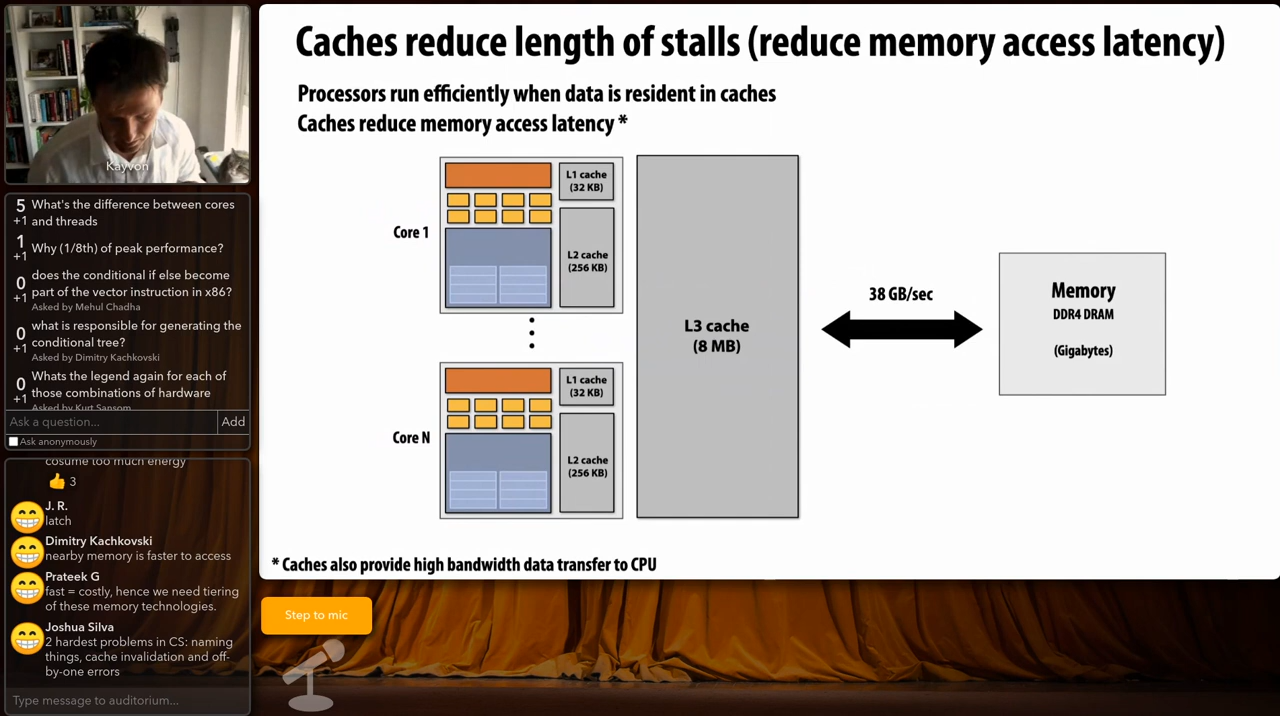 Kayvon
5 What's the difference between cores
+1 and threads
1
+1 Why (1/8th) of peak performance?
0 does the conditional if else become
+1 part of the vector instruction in x86?
Asked by Mehul Chadha
0 what is responsible for generating the
+1 conditional tree?
Asked by Dimitry Kachkovski
0 Whats the legend again for each of
+1 those combinations of hardware
Asked by Kurt Sansom
Ask a question... Add
Ask anonymously
cosume too much energy
👍 3
J. R.
latch
Dimitry Kachkovski
nearby memory is faster to access
Prateek G
fast = costly, hence we need tiering
of these memory technologies.
Joshua Silva
2 hardest problems in CS: naming
things, cache invalidation and off-
by-one errors
Type message to auditorium...
Caches reduce length of stalls (reduce memory access latency)
Processors run efficiently when data is resident in caches
Caches reduce memory access latency *
Core 1
L1 cache
(32 KB)
L2 cache
(256 KB)
Core N
L1 cache
(32 KB)
L2 cache
(256 KB)
L3 cache
(8 MB)
38 GB/sec
Memory
DDR4 DRAM
(Gigabytes)
* Caches also provide high bandwidth data transfer to CPU
Step to mic